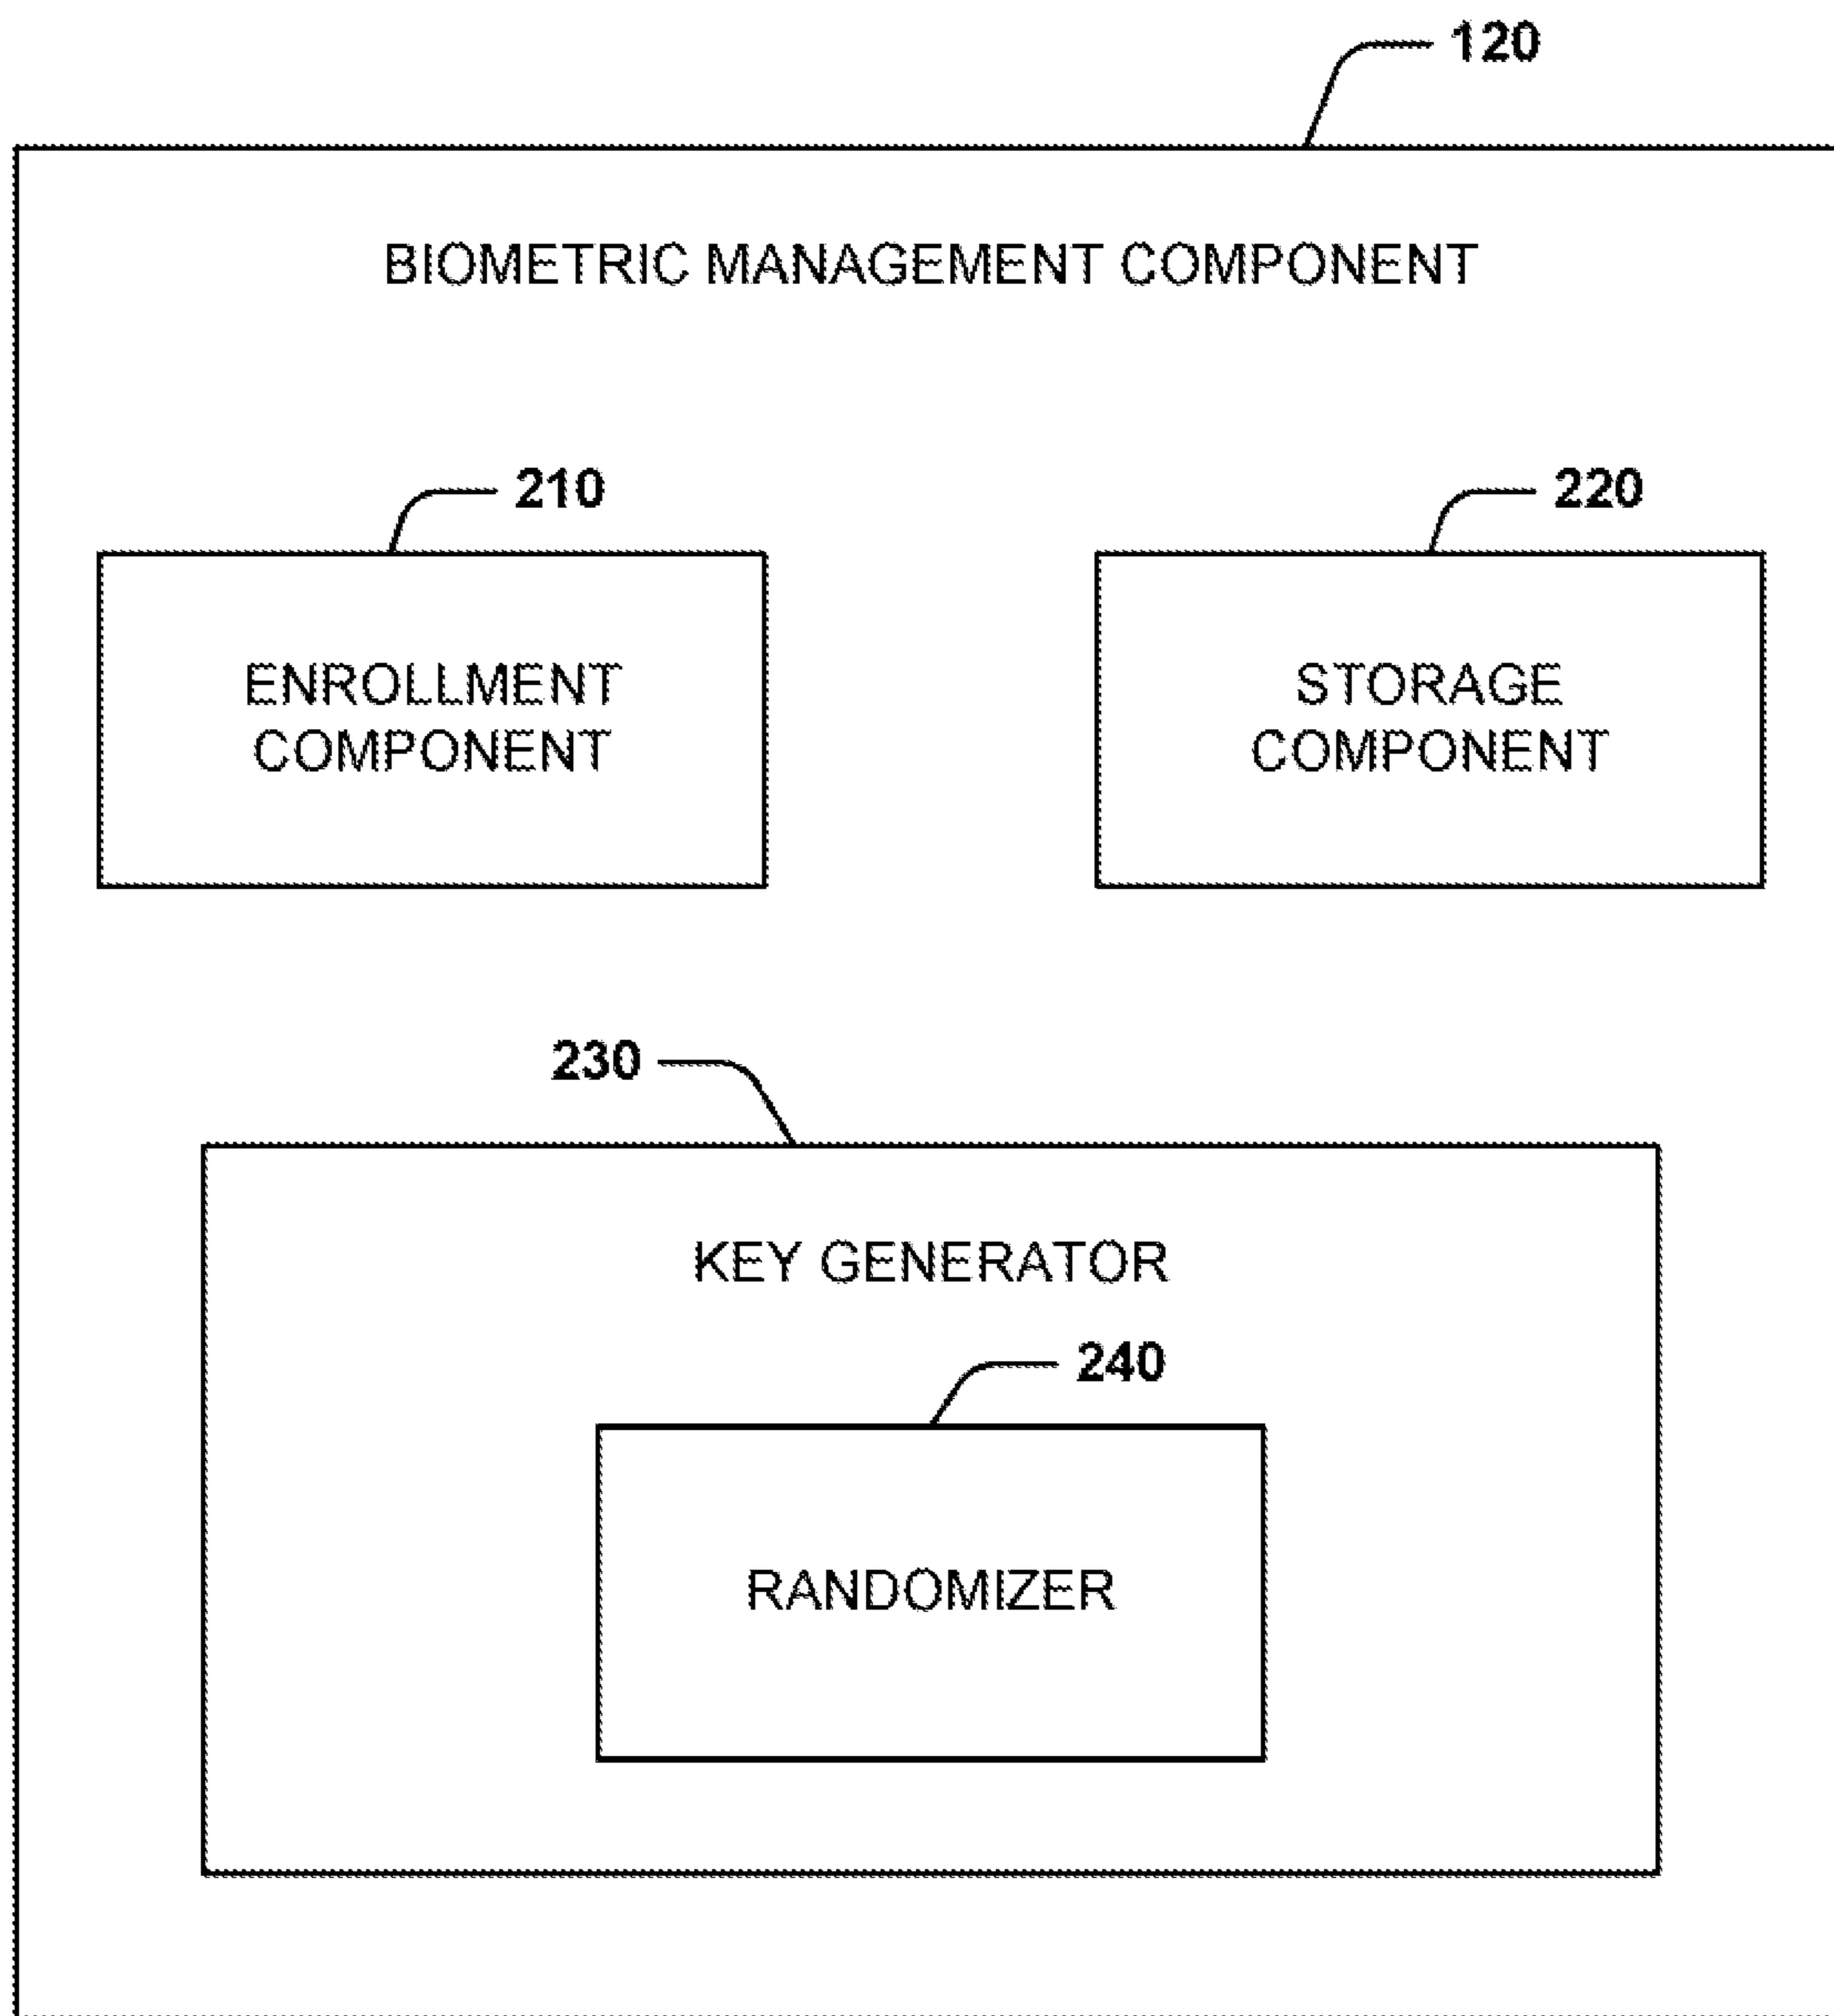 120
BIOMETRIC MANAGEMENT COMPONENT
210
220
ENROLLMENT
COMPONENT
STORAGE
COMPONENT
230
KEY GENERATOR
240
RANDOMIZER